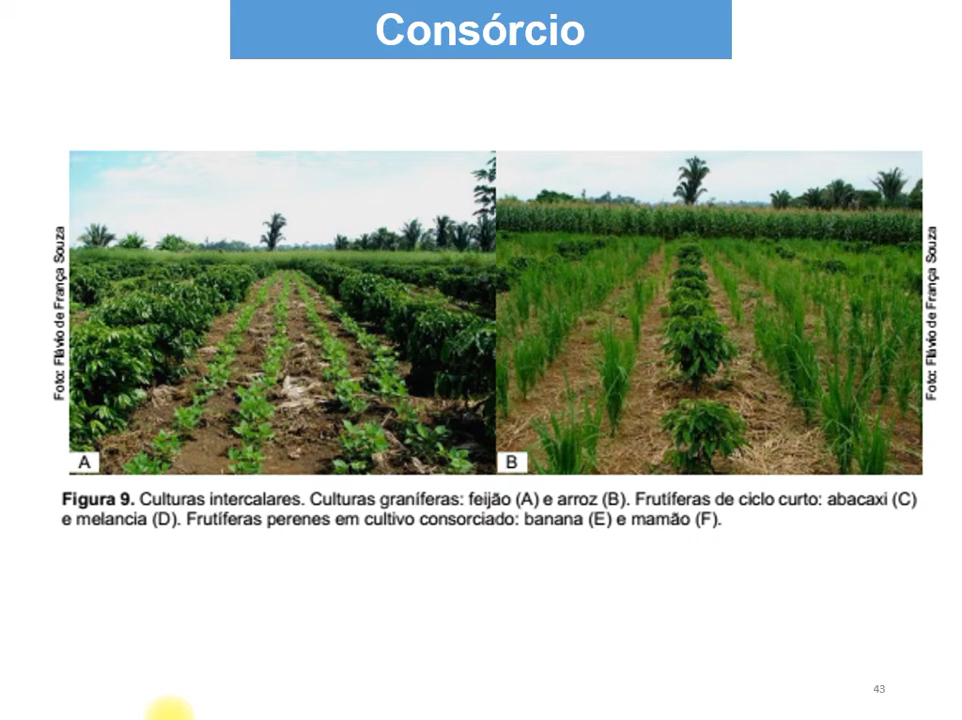 Consórcio
Foto: Flávio de França Souza
Foto: Flávio de França Souza
A
B
Figura 9. Culturas intercalares. Culturas graníferas: feijão (A) e arroz (B). Frutíferas de ciclo curto: abacaxi (C)
e melancia (D). Frutíferas perenes em cultivo consorciado: banana (E) e mamão (F).
43